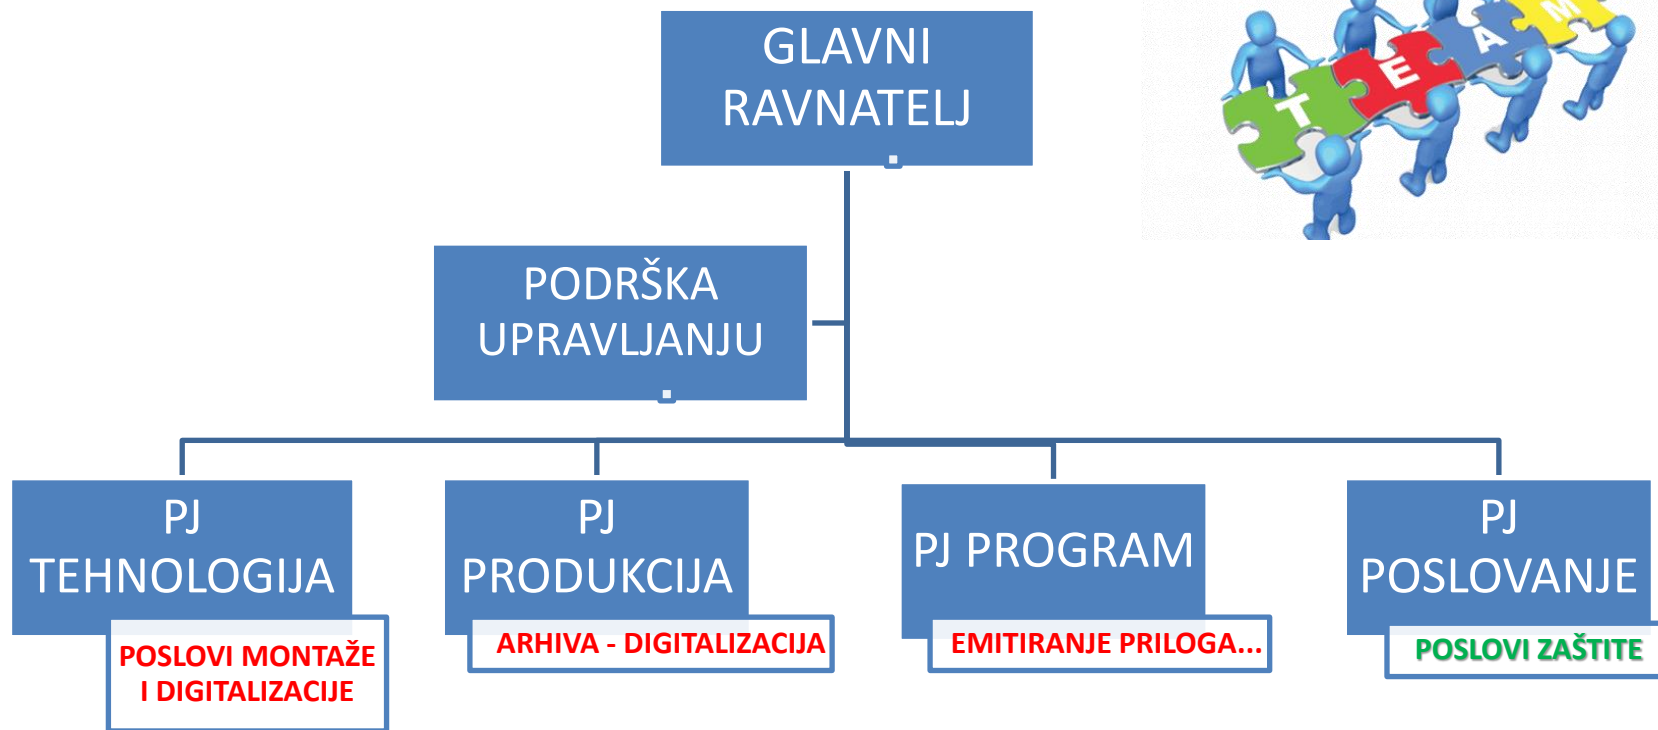 GLAVNI
RAVNATELJ
T E A M
PODRŠKA
UPRAVLJANJU
PJ
TEHNOLOGIJA
POSLOVI MONTAŽE
I DIGITALIZACIJE
PJ
PRODUKCIJA
ARHIVA - DIGITALIZACIJA
PJ PROGRAM
EMITIRANJE PRILOGA...
PJ
POSLOVANJE
POSLOVI ZAŠTITE